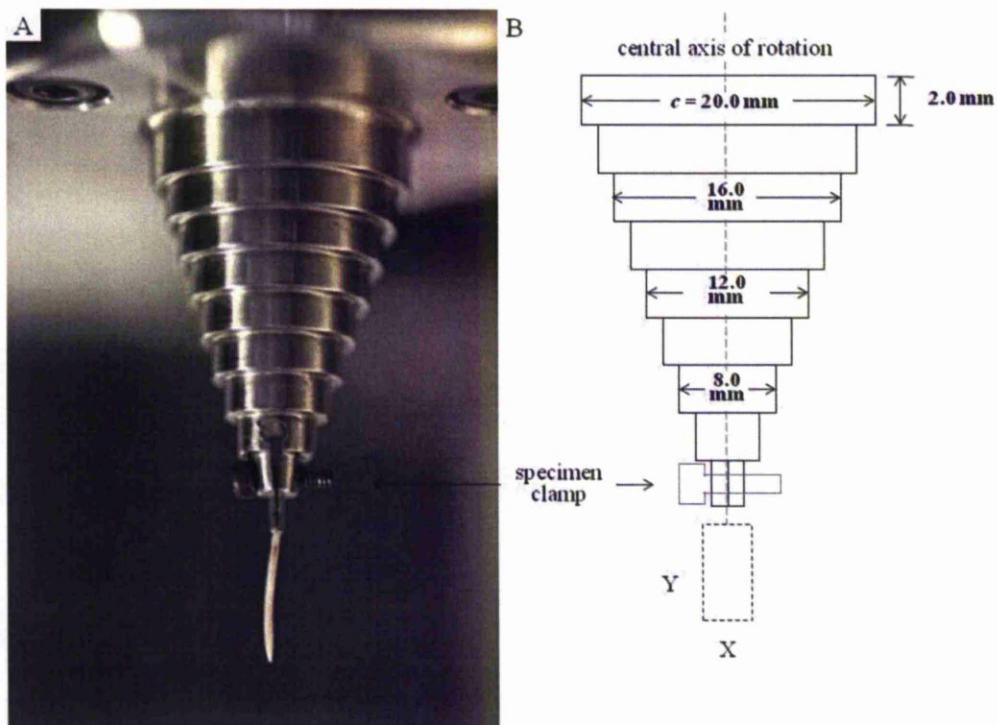 A
B
central axis of rotation
c = 20.0 mm
2.0 mm
16.0
mm
12.0
mm
8.0
mm
specimen
clamp
Y
X